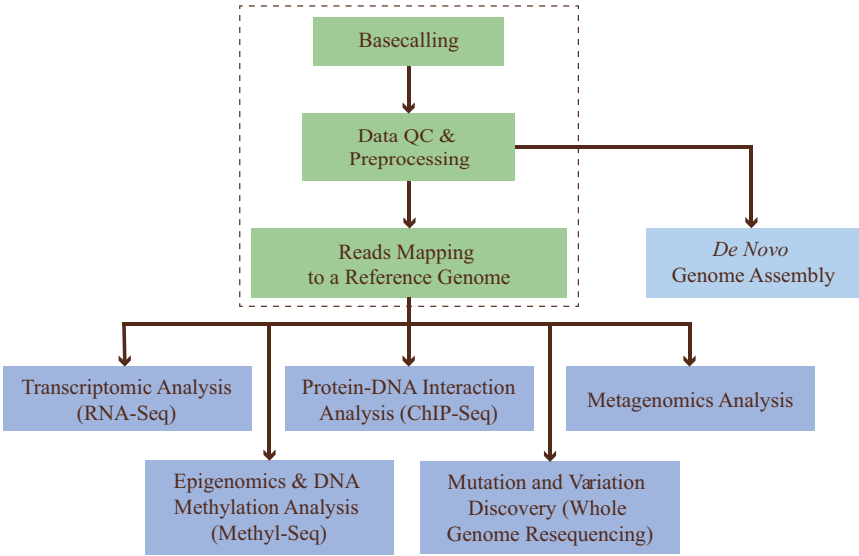 Basecalling
Data QC &
Preprocessing
Reads Mapping
to a Reference Genome
De Novo
Genome Assembly
Transcriptomic Analysis
(RNA-Seq)
Protein-DNA Interaction
Analysis (ChIP-Seq)
Metagenomics Analysis
Epigenomics & DNA
Methylation Analysis
(Methyl-Seq)
Mutation and Variation
Discovery (Whole
Genome Resequencing)